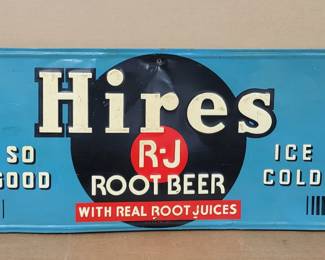 Hires
SO GOOD
R-J
ICE COLD
ROOT BEER
WITH REAL ROOT JUICES